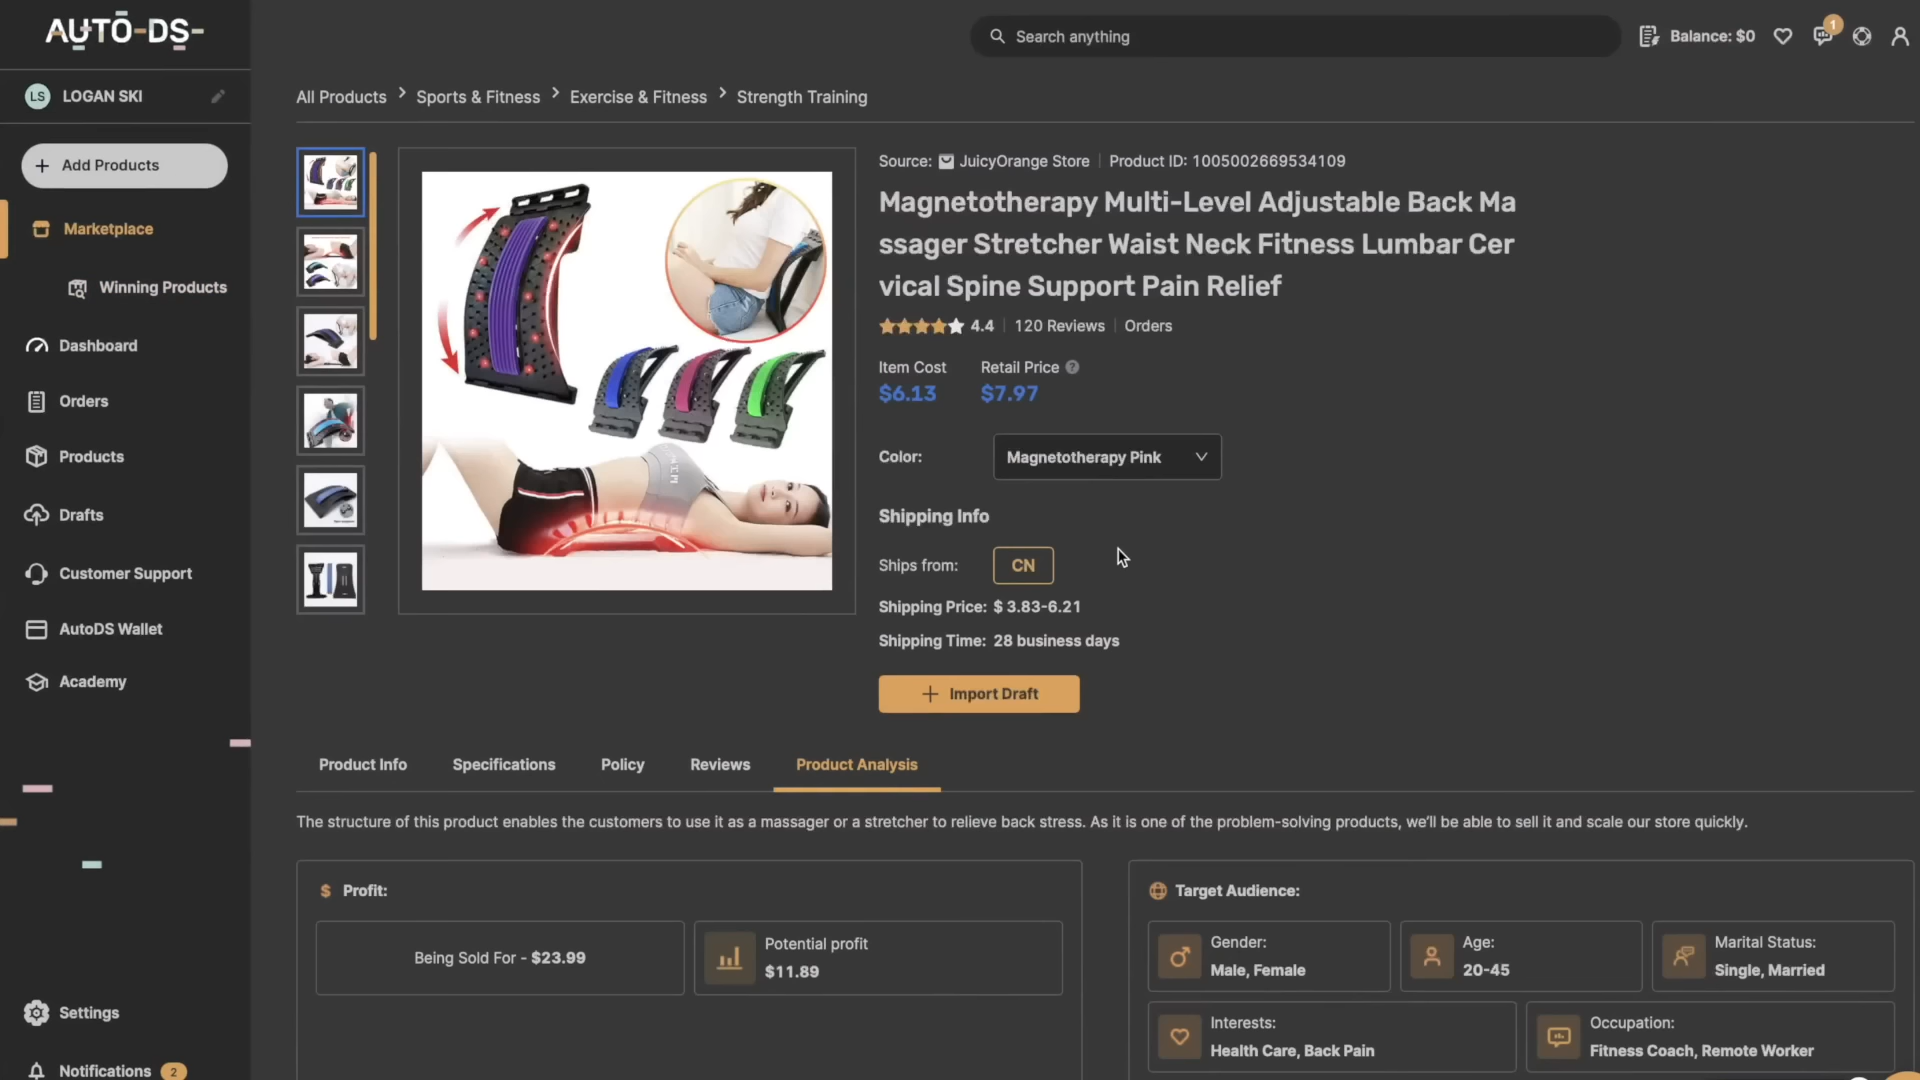 AUTO-DS-
Search anything
Balance: $0
1
LS LOGAN SKI
All Products > Sports & Fitness > Exercise & Fitness > Strength Training
+ Add Products
Marketplace
Winning Products
Dashboard
Orders
Products
Drafts
Customer Support
AutoDS Wallet
Academy
Settings
Notifications 2
Source: JuicyOrange Store | Product ID: 1005002669534109
Magnetotherapy Multi-Level Adjustable Back Ma
ssager Stretcher Waist Neck Fitness Lumbar Cer
vical Spine Support Pain Relief
4.4 | 120 Reviews | Orders
Item Cost Retail Price ?
$6.13 $7.97
Color: Magnetotherapy Pink
Shipping Info
Ships from: CN
Shipping Price: $ 3.83-6.21
Shipping Time: 28 business days
+ Import Draft
Product Info Specifications Policy Reviews Product Analysis
The structure of this product enables the customers to use it as a massager or a stretcher to relieve back stress. As it is one of the problem-solving products, we'll be able to sell it and scale our store quickly.
$ Profit:
Being Sold For - $23.99
Potential profit
$11.89
Target Audience:
Gender:
Male, Female
Age:
20-45
Marital Status:
Single, Married
Interests:
Health Care, Back Pain
Occupation:
Fitness Coach, Remote Worker